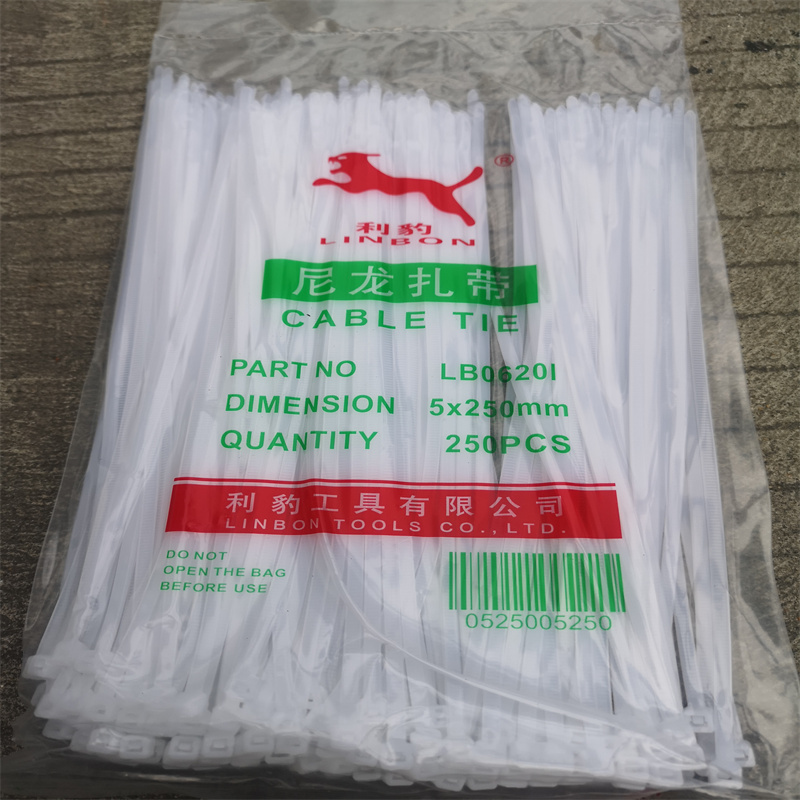 ®
利豹
LINBON
尼龙扎带
CABLE TIE
PART NO LB06201
DIMENSION 5x250mm
QUANTITY 250PCS
利豹工具有限公司
LINBON TOOLS CO.,LTD.
DO NOT
OPEN THE BAG
BEFORE USE
0525005250